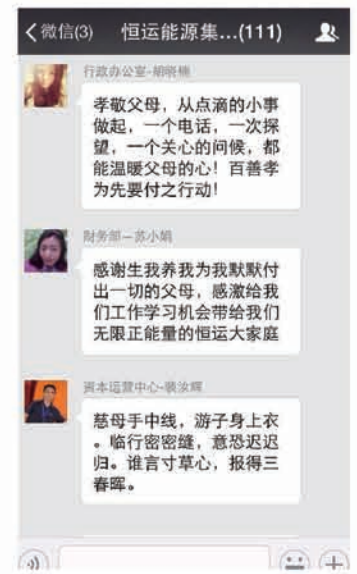 微信(3) 恒运能源集...(111)
行政办公室-胡晓楠
孝敬父母，从点滴的小事
做起，一个电话，一次探
望，一个关心的问候，都
能温暖父母的心！百善孝
为先要付之行动！
财务部—苏小娟
感谢生我养我为我默默付
出一切的父母，感激给我
们工作学习机会带给我们
无限正能量的恒运大家庭
资本运营中心-裴汝辉
慈母手中线，游子身上衣
。临行密密缝，意恐迟迟
归。谁言寸草心，报得三
春晖。